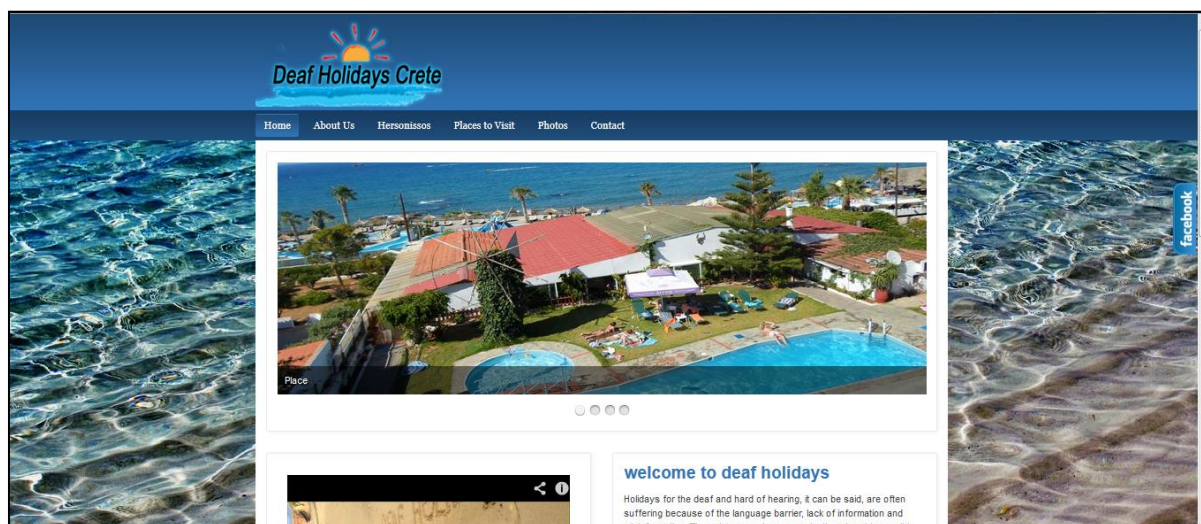 Deaf Holidays Crete
Home About Us Hersonissos Places to Visit Photos Contact
facebook
Place
welcome to deaf holidays
Holidays for the deaf and hard of hearing, it can be said, are often
suffering because of the language barrier, lack of information and